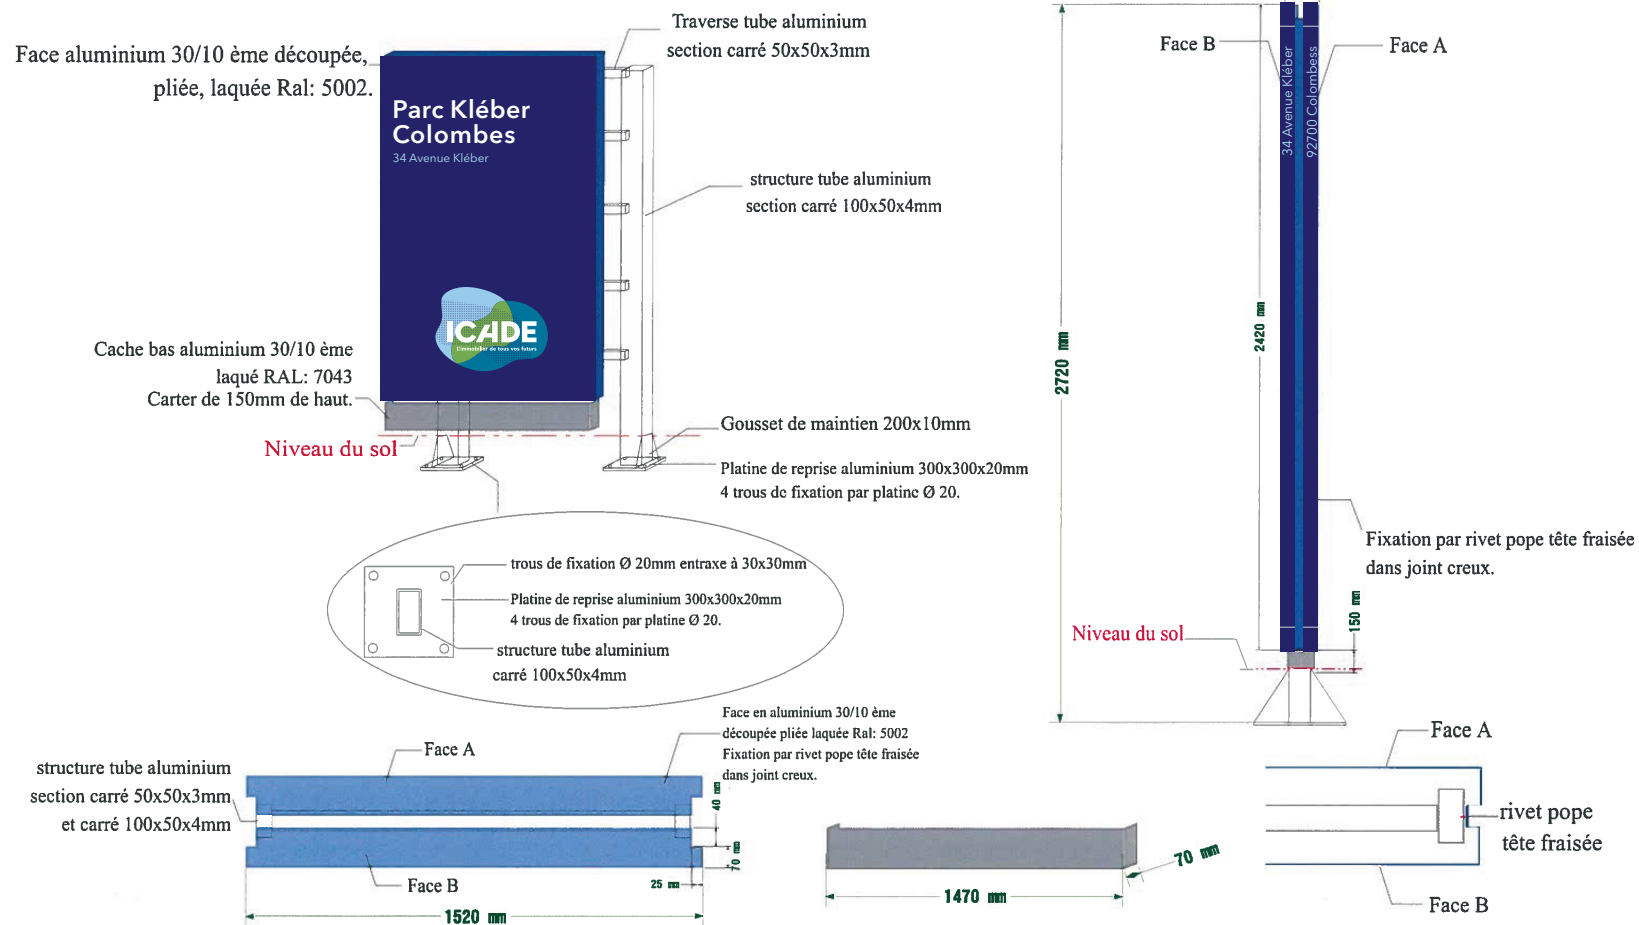 Traverse tube aluminium
section carré 50x50x3mm
Face aluminium 30/10 ème découpée,
pliée, laquée Ral: 5002.
Parc Kléber
Colombes
34 Avenue Kléber
structure tube aluminium
section carré 100x50x4mm
ICADE
L'immobilier de tous vos futurs
Cache bas aluminium 30/10 ème
laqué RAL: 7043
Carter de 150mm de haut.
Niveau du sol
Gousset de maintien 200x10mm
Platine de reprise aluminium 300x300x20mm
4 trous de fixation par platine Ø 20.
trous de fixation Ø 20mm entraxe à 30x30mm
Platine de reprise aluminium 300x300x20mm
4 trous de fixation par platine Ø 20.
structure tube aluminium
carré 100x50x4mm
Face B
Face A
34 Avenue Kléber
92700 Colombess
2720 mm
2420 mm
Fixation par rivet pope tête fraisée
dans joint creux.
150 mm
Niveau du sol
Face en aluminium 30/10 ème
découpée pliée laquée Ral: 5002
Fixation par rivet pope tête fraisée
dans joint creux.
Face A
structure tube aluminium
section carré 50x50x3mm
et carré 100x50x4mm
40 mm
70 mm
25 mm
Face B
1520 mm
70 mm
1470 mm
Face A
rivet pope
tête fraisée
Face B